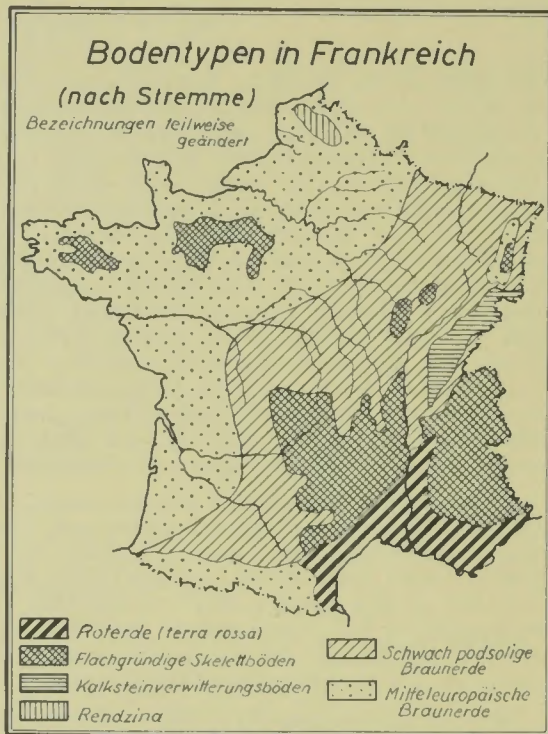 Bodentypen in Frankreich
(nach Stremme)
Bezeichnungen teilweise
geändert
Roterde (terra rossa)
Flachgründige Skelettböden
Kalksteinverwitterungsböden
Rendzina
Schwach podsolige
Braunerde
Mitteleuropäische
Braunerde